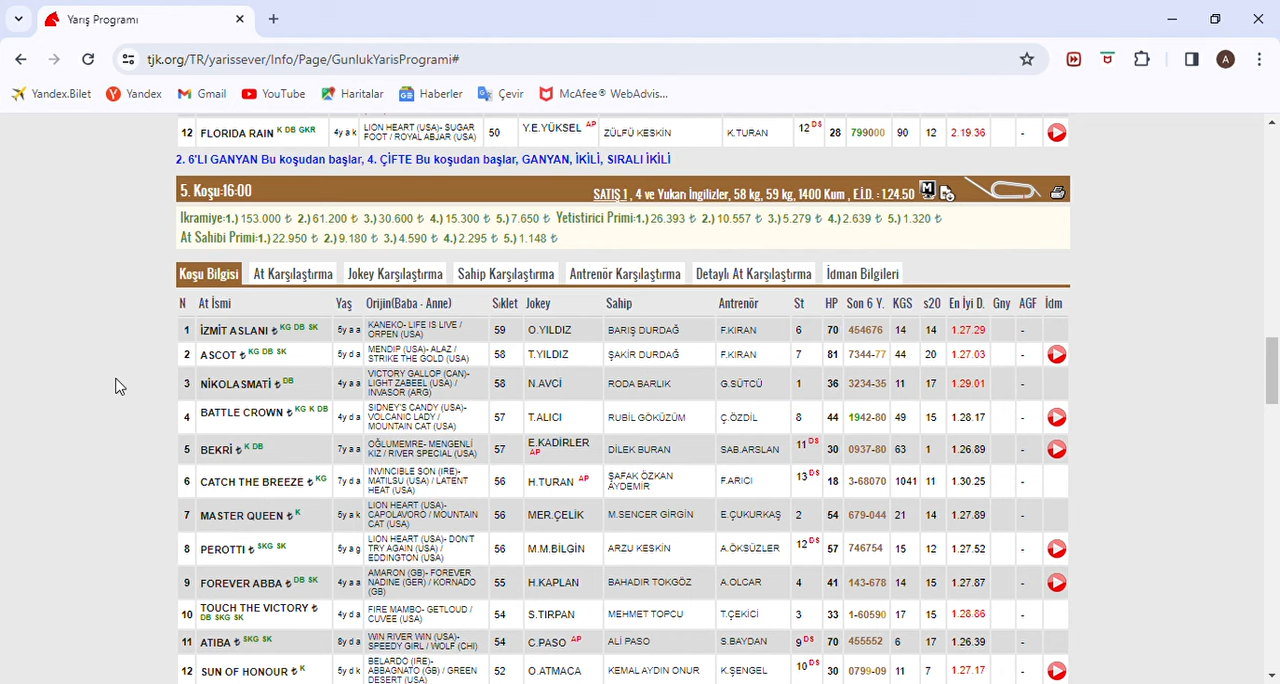 Yarış Programı
tjk.org/TR/yarissever/Info/Page/GunlukYarisProgrami#
A
Yandex.Bilet Yandex Gmail YouTube Haritalar Haberler Çevir McAfee® WebAdvis...
12 FLORIDA RAIN K DB GKR 4y a k LION HEART (USA)- SUGAR FOOT / ROYAL ABJAR (USA) 50 Y.E.YÜKSEL AP ZÜLFÜ KESKİN K.TURAN 12 DS 28 799000 90 12 2.19.36 -
2. 6'LI GANYAN Bu koşudan başlar, 4. ÇİFTE Bu koşudan başlar, GANYAN, İKİLİ, SIRALI İKİLİ
5. Koşu:16:00 SATIŞ 1 , 4 ve Yukarı İngilizler, 58 kg, 59 kg, 1400 Kum , E.İ.D. : 1.24.50 M
İkramiye:1.) 153.000 ₺ 2.) 61.200 ₺ 3.) 30.600 ₺ 4.) 15.300 ₺ 5.) 7.650 ₺ Yetistirici Primi:1.) 26.393 ₺ 2.) 10.557 ₺ 3.) 5.279 ₺ 4.) 2.639 ₺ 5.) 1.320 ₺
At Sahibi Primi:1.) 22.950 ₺ 2.) 9.180 ₺ 3.) 4.590 ₺ 4.) 2.295 ₺ 5.) 1.148 ₺
Koşu Bilgisi At Karşılaştırma Jokey Karşılaştırma Sahip Karşılaştırma Antrenör Karşılaştırma Detaylı At Karşılaştırma İdman Bilgileri
N At İsmi Yaş Orijin(Baba - Anne) Sıklet Jokey Sahip Antrenör St HP Son 6 Y. KGS s20 En İyi D. Gny AGF İdm
1 İZMİT ASLANI ₺ KG DB SK 5y a a KANEKO- LIFE IS LIVE / ORPEN (USA) 59 O.YILDIZ BARIŞ DURDAĞ F.KIRAN 6 70 454676 14 14 1.27.29 -
2 ASCOT ₺ KG DB SK 5y d a MENDIP (USA)- ALAZ / STRIKE THE GOLD (USA) 58 T.YILDIZ ŞAKİR DURDAĞ F.KIRAN 7 81 7344-77 44 20 1.27.03 -
3 NİKOLASMATİ ₺ DB 4y a a VICTORY GALLOP (CAN)- LIGHT ZABEEL (USA) / INVASOR (ARG) 58 N.AVCİ RODA BARLIK G.SÜTCÜ 1 36 3234-35 11 17 1.29.01 -
4 BATTLE CROWN ₺ KG K DB 4y d a SIDNEY'S CANDY (USA)- VOLCANIC LADY / MOUNTAIN CAT (USA) 57 T.ALICI RUBİL GÖKÜZÜM Ç.ÖZDİL 8 44 1942-80 49 15 1.28.17 -
5 BEKRİ ₺ K DB 7y a a OĞLUMEMRE- MENGENLİ KIZ / RIVER SPECIAL (USA) 57 E.KADİRLER AP DİLEK BURAN SAB.ARSLAN 11 DS 30 0937-80 63 1 1.26.89 -
6 CATCH THE BREEZE ₺ KG 7y d a INVINCIBLE SON (IRE)- MATILSU (USA) / LATENT HEAT (USA) 56 H.TURAN AP ŞAFAK ÖZKAN AYDEMIR F.ARICI 13 DS 18 3-68070 1041 11 1.30.25 -
7 MASTER QUEEN ₺ K 5y a k LION HEART (USA)- CAPOLAVORO / MOUNTAIN CAT (USA) 56 MER.ÇELİK M.SENCER GİRGİN E.ÇUKURKAŞ 2 54 679-044 21 14 1.27.89 -
8 PEROTTI ₺ SKG SK 5y a g LION HEART (USA)- DON'T TRY AGAIN (USA) / EDDINGTON (USA) 56 M.M.BİLGİN ARZU KESKİN A.ÖKSÜZLER 12 DS 57 746754 15 12 1.27.52 -
9 FOREVER ABBA ₺ DB SK 4y a a AMARON (GB)- FOREVER NADINE (GER) / KORNADO (GB) 55 H.KAPLAN BAHADIR TOKGÖZ A.OLCAR 4 41 143-678 14 15 1.27.87 -
10 TOUCH THE VICTORY ₺ DB SKG SK 4y d a FIRE MAMBO- GETLOUD / CUVEE (USA) 54 S.TIRPAN MEHMET TOPCU T.ÇEKİCİ 3 33 1-60590 17 15 1.28.86 -
11 ATIBA ₺ SKG SK 8y d a WIN RIVER WIN (USA)- SPEEDY GIRL / WOLF (CHI) 54 C.PASO AP ALİ PASO S.BAYDAN 9 DS 70 455552 6 17 1.26.39 -
12 SUN OF HONOUR ₺ K 5y d k BELARDO (IRE)- ABBAGNATO (GB) / GREEN DESERT (USA) 52 O.ATMACA KEMAL AYDIN ONUR K.ŞENGEL 10 DS 30 0799-09 11 7 1.27.17 -